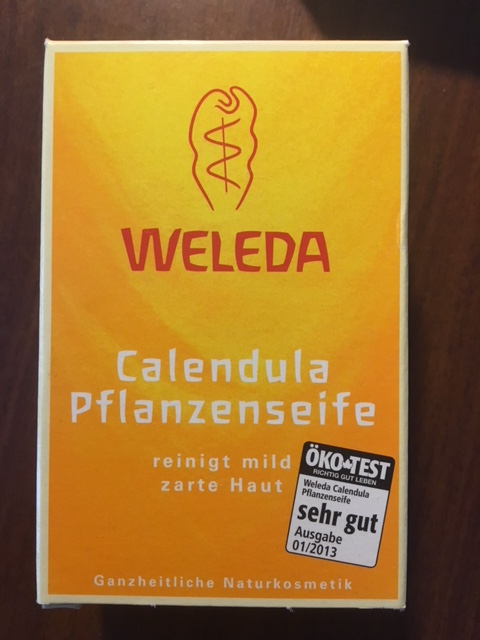 WELEDA
Calendula
Pflanzenseife
reinigt mild
zarte Haut
ÖKO TEST
RICHTIG GUT LEBEN
Weleda Calendula
Pflanzenseife
sehr gut
Ausgabe
01/2013
Ganzheitliche Naturkosmetik